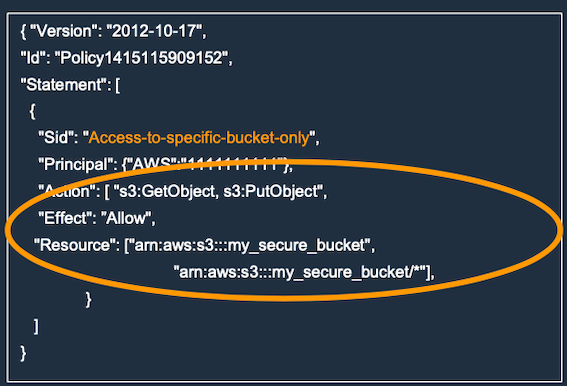 { "Version": "2012-10-17",
"Id": "Policy1415115909152",
"Statement": [
{
"Sid": "Access-to-specific-bucket-only",
"Principal": {"AWS":"1111111111"},
"Action": [ "s3:GetObject, s3:PutObject",
"Effect": "Allow",
"Resource": ["arn:aws:s3:::my_secure_bucket",
"arn:aws:s3:::my_secure_bucket/*"],
}
]
}